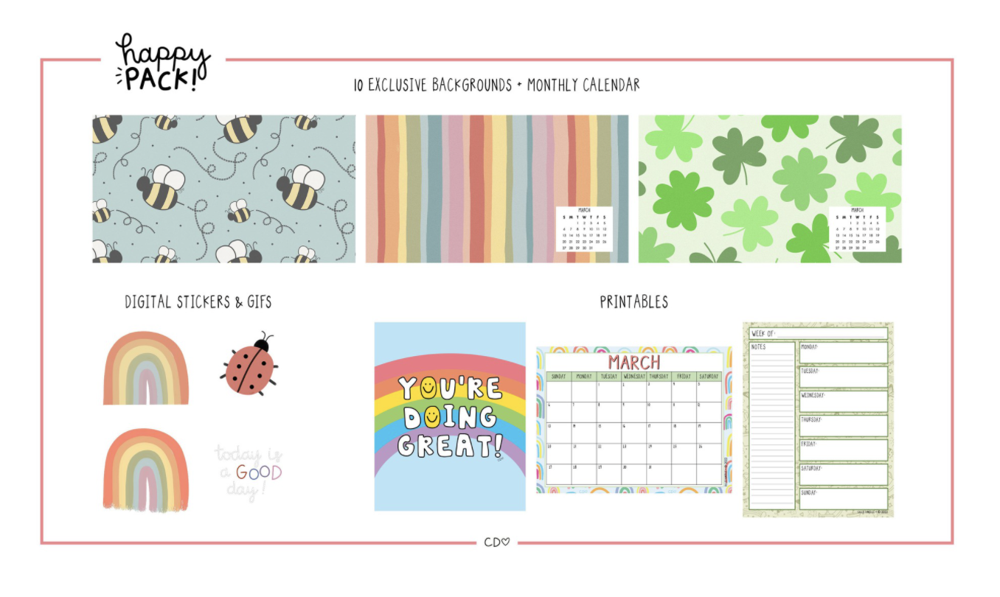 happy
PACK!
10 EXCLUSIVE BACKGROUNDS + MONTHLY CALENDAR
MARCH
S M T W T F S
1 2 3 4 5
6 7 8 9 10 11 12
13 14 15 16 17 18 19
20 21 22 23 24 25 26
27 28 29 30 31
MARCH
S M T W T F S
1 2 3 4 5
6 7 8 9 10 11 12
13 14 15 16 17 18 19
20 21 22 23 24 25 26
27 28 29 30 31
DIGITAL STICKERS & GIFS
today is
a GOOD
day!
PRINTABLES
YOU'RE
DOING
GREAT!
MARCH
SUNDAY MONDAY TUESDAY WEDNESDAY THURSDAY FRIDAY SATURDAY
1 2 3 4 5
6 7 8 9 10 11 12
13 14 15 16 17 18 19
20 21 22 23 24 25 26
27 28 29 30 31
WEEK OF:
NOTES
MONDAY:
TUESDAY:
WEDNESDAY:
THURSDAY:
FRIDAY:
SATURDAY:
SUNDAY:
CD♡